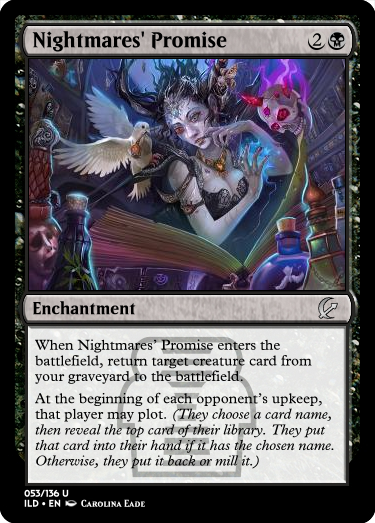 Nightmares' Promise 2
Enchantment
When Nightmares' Promise enters the
battlefield, return target creature card from
your graveyard to the battlefield.
At the beginning of each opponent's upkeep,
that player may plot. (They choose a card name,
then reveal the top card of their library. They put
that card into their hand if it has the chosen name.
Otherwise, they put it back or mill it.)
053/136 U
ILD • EN Carolina Eade